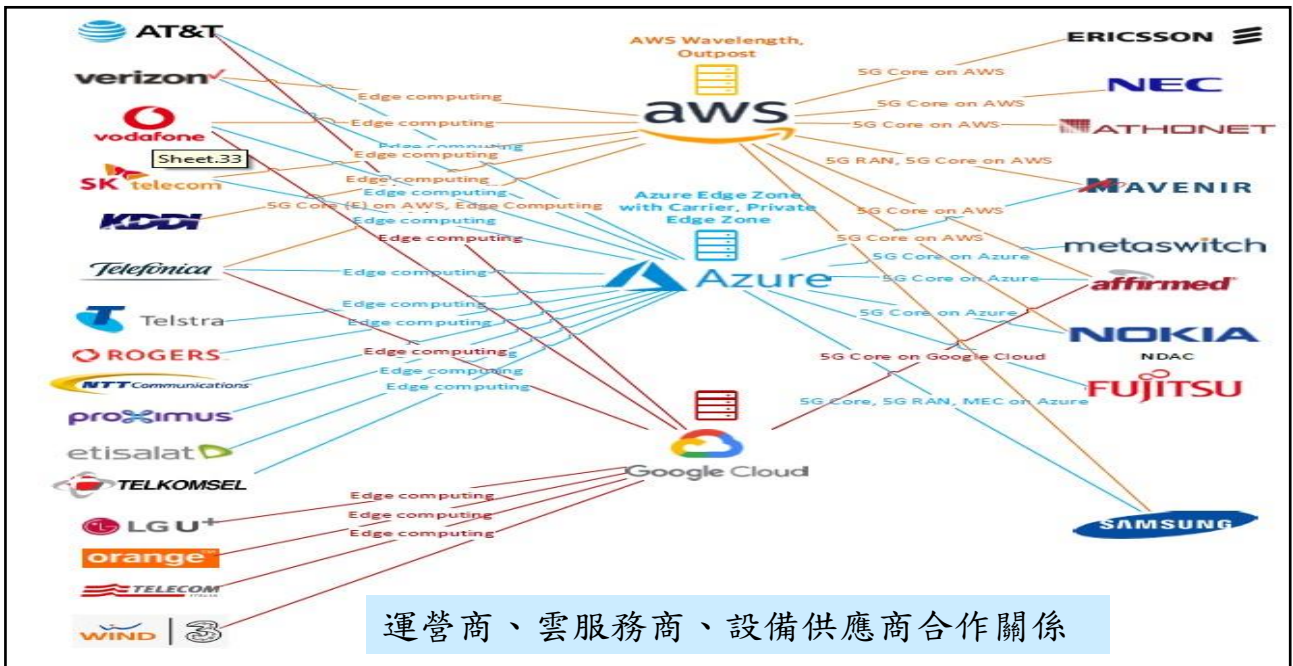 AT&T
verizon
vodafone
Sheet.33
SK telecom
KDDI
Telefónica
Telstra
ROGERS
NTT Communications
proximus
etisalat
TELKOMSEL
LG U+
orange
TELECOM
WIND 3
Edge computing
Edge computing
Edge computing
Edge computing
Edge computing
Edge computing
5G Core (E) on AWS, Edge Computing
Edge computing
Edge computing
Edge computing
Edge computing
Edge computing
Edge computing
Edge computing
Edge computing
Edge computing
Edge computing
Edge computing
AWS Wavelength,
Outpost
aws
Azure Edge Zone
with Carrier, Private
Edge Zone
Azure
Google Cloud
5G Core on AWS
5G Core on AWS
5G Core on AWS
5G RAN, 5G Core on AWS
5G Core on AWS
5G Core on AWS
5G Core on Azure
5G Core on Azure
5G Core on Azure
5G Core on Google Cloud
5G Core, 5G RAN, MEC on Azure
ERICSSON
NEC
ATHONET
MAVENIR
metaswitch
affirmed
NOKIA
NDAC
FUJITSU
SAMSUNG
運營商、雲服務商、設備供應商合作關係